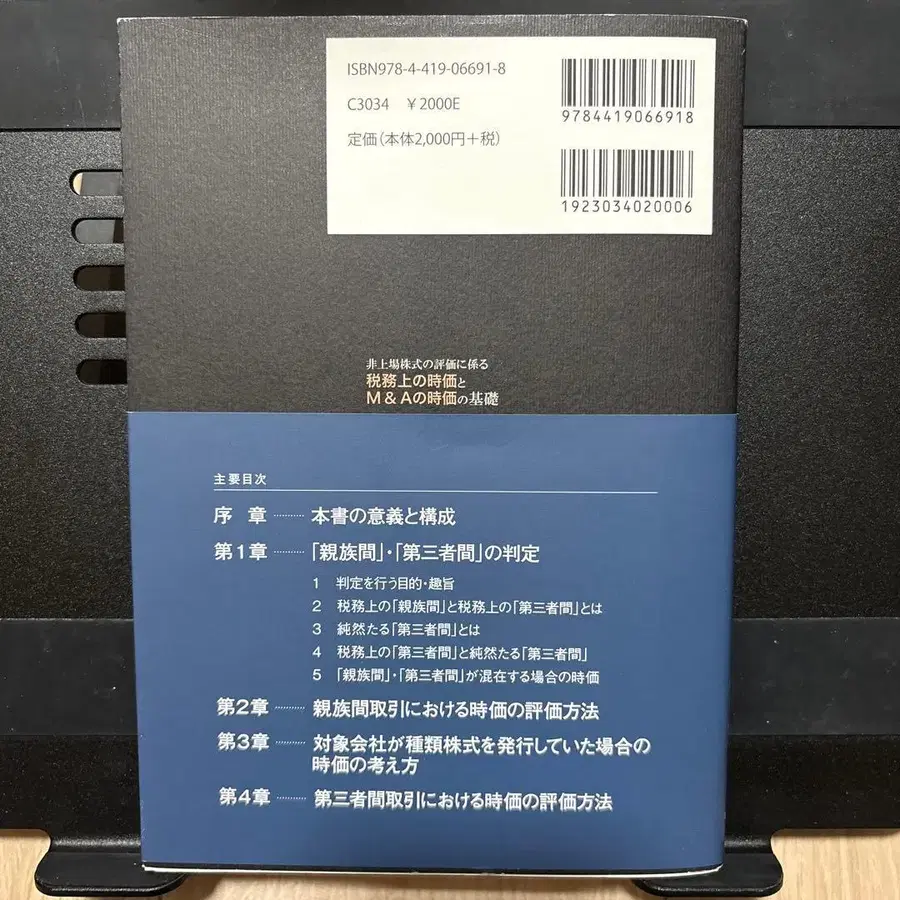 ISBN978-4-419-06691-8
C3034 ￥2000E
定価(本体2,000円+税)
9784419066918
1923034020006
非上場株式の評価に係る
税務上の時価と
M&Aの時価の基礎
主要目次
序 章 ………… 本書の意義と構成
第1章 ………… 「親族間」・「第三者間」の判定
1 判定を行う目的・趣旨
2 税務上の「親族間」と税務上の「第三者間」とは
3 純然たる「第三者間」とは
4 税務上の「第三者間」と純然たる「第三者間」
5 「親族間」・「第三者間」が混在する場合の時価
第2章 ………… 親族間取引における時価の評価方法
第3章 ………… 対象会社が種類株式を発行していた場合の
時価の考え方
第4章 ………… 第三者間取引における時価の評価方法